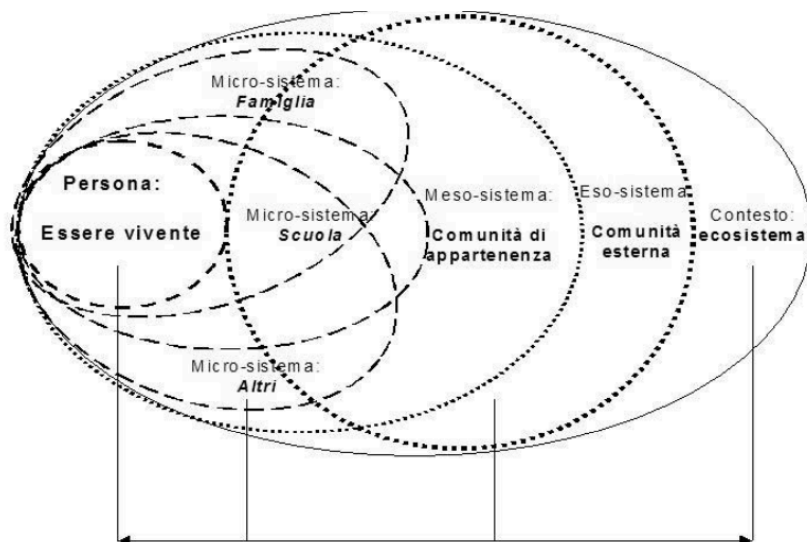 Micro-sistema:
Famiglia
Persona:
Essere vivente
Micro-sistema:
Scuola
Meso-sistema:
Comunità di
appartenenza
Eso-sistema
Comunità
esterna
Contesto:
ecosistema
Micro-sistema:
Altri